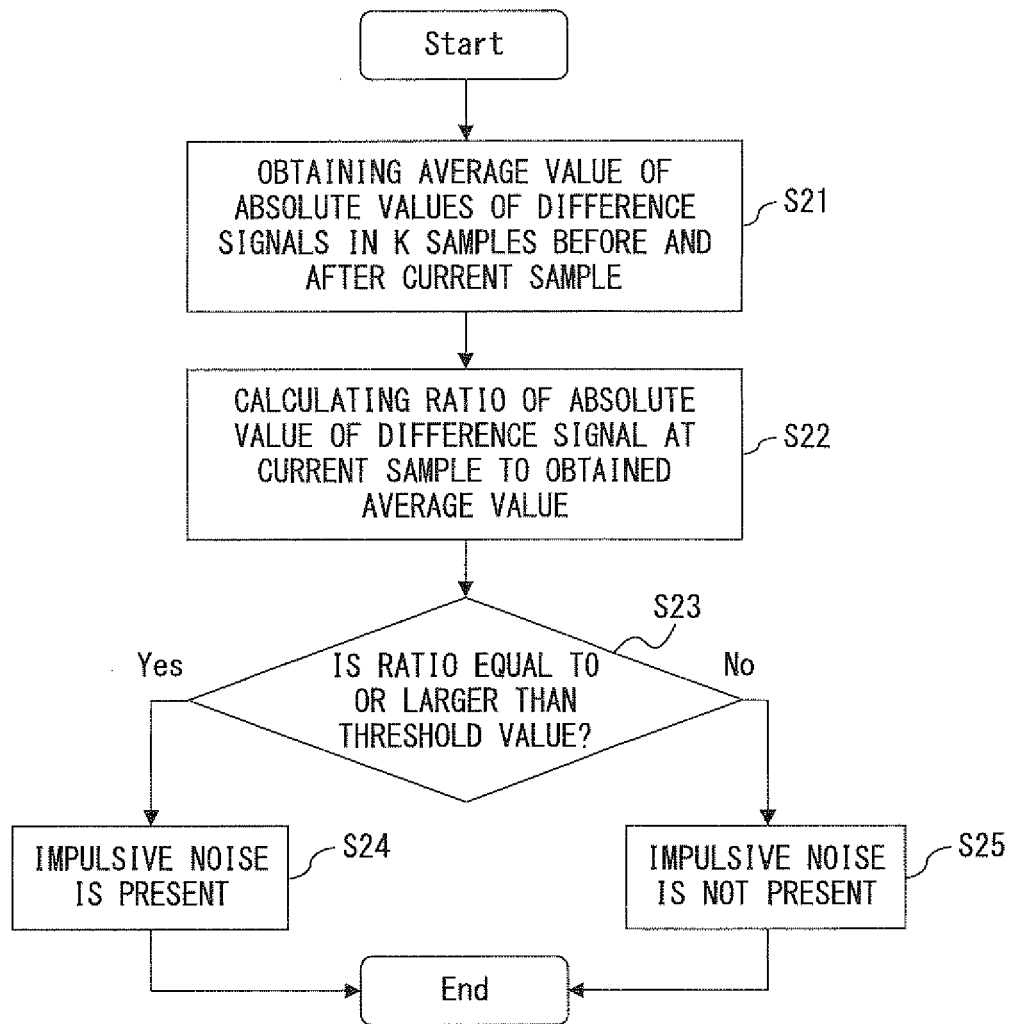 Start
OBTAINING AVERAGE VALUE OF
ABSOLUTE VALUES OF DIFFERENCE
SIGNALS IN K SAMPLES BEFORE AND
AFTER CURRENT SAMPLE
S21
CALCULATING RATIO OF ABSOLUTE
VALUE OF DIFFERENCE SIGNAL AT
CURRENT SAMPLE TO OBTAINED
AVERAGE VALUE
S22
S23
Yes
IS RATIO EQUAL TO
OR LARGER THAN
THRESHOLD VALUE?
No
IMPULSIVE NOISE
IS PRESENT
S24
IMPULSIVE NOISE
IS NOT PRESENT
S25
End